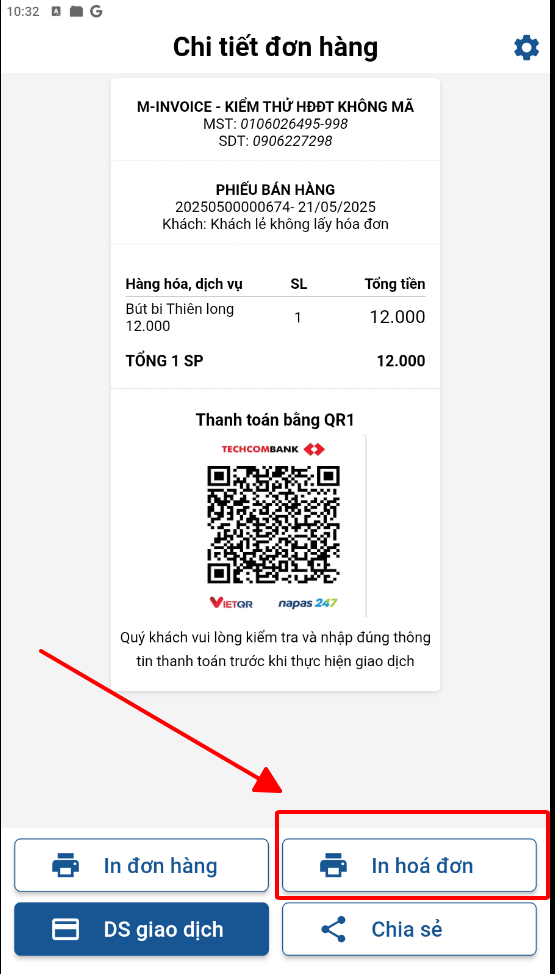 10:32
Chi tiết đơn hàng
M-INVOICE - KIỂM THỬ HĐĐT KHÔNG MÃ
MST: 0106026495-998
SDT: 0906227298
PHIẾU BÁN HÀNG
20250500000674- 21/05/2025
Khách: Khách lẻ không lấy hóa đơn
Hàng hóa, dịch vụ SL Tổng tiền
Bút bi Thiên long
12.000 1 12.000
TỔNG 1 SP 12.000
Thanh toán bằng QR1
TECHCOMBANK
VIETQR napas 247
Quý khách vui lòng kiểm tra và nhập đúng thông
tin thanh toán trước khi thực hiện giao dịch
In đơn hàng In hoá đơn
DS giao dịch Chia sẻ